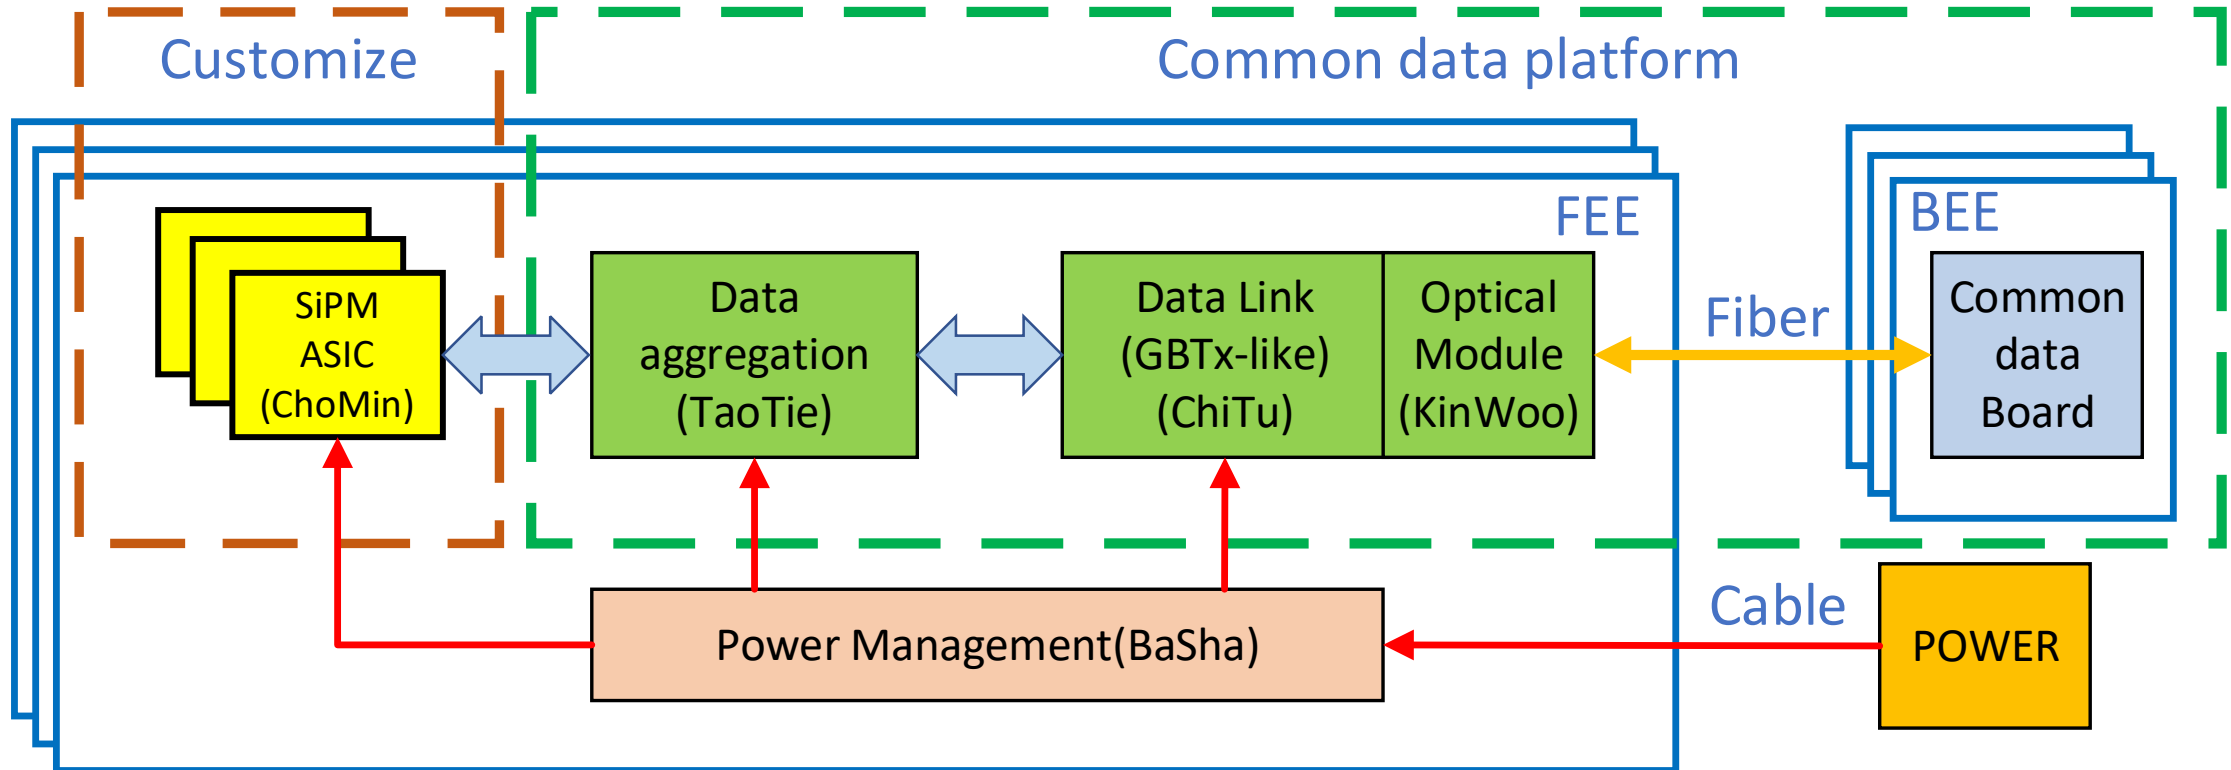 Customize
Common data platform
FEE
BEE
SiPM
ASIC
(ChoMin)
Data
aggregation
(TaoTie)
Data Link
(GBTx-like)
(ChiTu)
Optical
Module
(KinWoo)
Fiber
Common
data
Board
Power Management(BaSha)
Cable
POWER